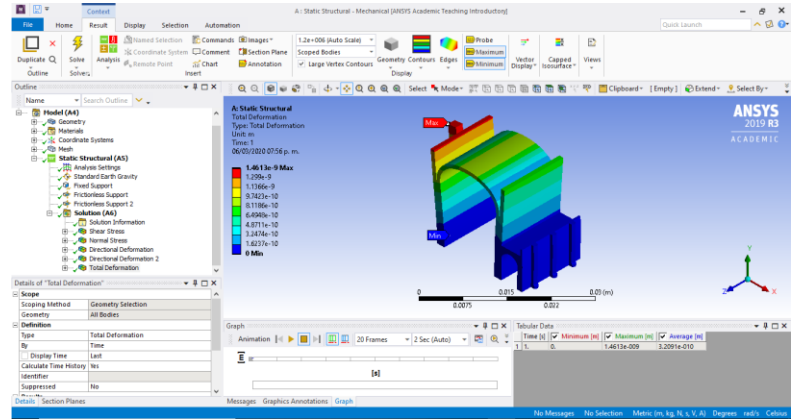 Context
A : Static Structural - Mechanical [ANSYS Academic Teaching Introductory]
File Home Result Display Selection Automation
Quick Launch
Duplicate Q
Outline
Solve
Solver
Analysis
Named Selection
Coordinate System
Remote Point
Commands
Comment
Chart
Images
Section Plane
Annotation
Insert
1.2e+006 (Auto Scale)
Scoped Bodies
Large Vertex Contours
Geometry Contours Edges
Probe
Maximum
Minimum
Display
Vector Display
Capped Isosurface
Views
Outline
Name Search Outline
Select Mode Clipboard [Empty] Extend Select By
Model (A4)
Geometry
Materials
Coordinate Systems
Mesh
Static Structural (A5)
Analysis Settings
Standard Earth Gravity
Fixed Support
Frictionless Support
Frictionless Support 2
Solution (A6)
Solution Information
Shear Stress
Normal Stress
Directional Deformation
Directional Deformation 2
Total Deformation
A: Static Structural
Total Deformation
Type: Total Deformation
Unit: m
Time: 1
06/03/2020 07:56 p. m.
1.4613e-9 Max
1.299e-9
1.1366e-9
9.7423e-10
8.1186e-10
6.4948e-10
4.8711e-10
3.2474e-10
1.6237e-10
0 Min
Max
Min
ANSYS
2019 R3
ACADEMIC
0 0.015 0.03 (m)
0.0075 0.022
Y
Z X
Details of "Total Deformation"
Scope
Scoping Method Geometry Selection
Geometry All Bodies
Definition
Type Total Deformation
By Time
Display Time Last
Calculate Time History Yes
Identifier
Suppressed No
Results
Details Section Planes
Graph
Animation 20 Frames 2 Sec (Auto)
[s]
Messages Graphics Annotations Graph
Tabular Data
Time [s] Minimum [m] Maximum [m] Average [m]
1 1. 0. 1.4613e-009 3.2091e-010
No Messages No Selection Metric (m, kg, N, s, V, A) Degrees rad/s Celsius